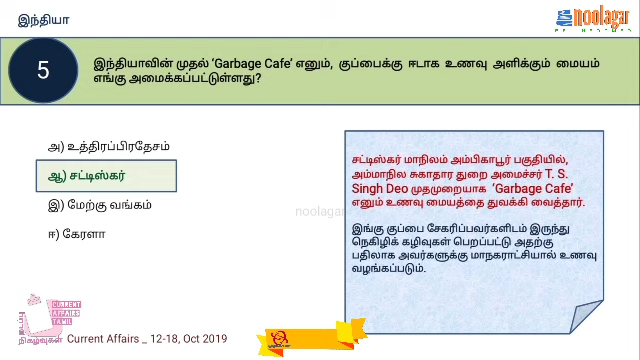 இந்தியா
noolagar
5
இந்தியாவின் முதல் ‘Garbage Cafe’ எனும், குப்பைக்கு ஈடாக உணவு அளிக்கும் மையம்
எங்கு அமைக்கப்பட்டுள்ளது?
அ) உத்திரப்பிரதேசம்
ஆ) சட்டிஸ்கர்
இ) மேற்கு வங்கம்
ஈ) கேரளா
சட்டிஸ்கர் மாநிலம் அம்பிகாபூர் பகுதியில்,
அம்மாநில சுகாதார துறை அமைச்சர் T. S.
Singh Deo முதமுறையாக ‘Garbage Cafe’
எனும் உணவு மையத்தை துவக்கி வைத்தார்.
இங்கு குப்பை சேகரிப்பவர்களிடம் இருந்து
நெகிழிக் கழிவுகள் பெறப்பட்டு அதற்கு
பதிலாக அவர்களுக்கு மாநகராட்சியால் உணவு
வழங்கப்படும்.
noolaga
நடப்பு
நிகழ்வுகள்
CURRENT
AFFAIRS
TAMIL
Current Affairs _ 12-18, Oct 2019